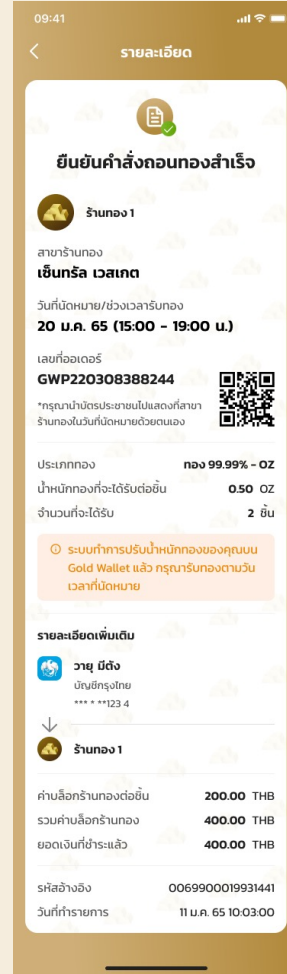 09:41
รายละเอียด
ยืนยันคำสั่งถอนทองสำเร็จ
ร้านทอง 1
สาขาร้านทอง
เซ็นทรัล เวสเกต
วันที่นัดหมาย/ช่วงเวลารับทอง
20 ม.ค. 65 (15:00 - 19:00 น.)
เลขที่ออเดอร์
GWP220308388244
*กรุณานำบัตรประชาชนไปแสดงที่สาขา
ร้านทองในวันที่นัดหมายด้วยตนเอง
ประเภททอง ทอง 99.99% - OZ
น้ำหนักทองที่จะได้รับต่อชิ้น 0.50 OZ
จำนวนที่จะได้รับ 2 ชิ้น
ระบบทำการปรับน้ำหนักทองของคุณบน
Gold Wallet แล้ว กรุณารับทองตามวัน
เวลาที่นัดหมาย
รายละเอียดเพิ่มเติม
วายุ มีตัง
บัญชีกรุงไทย
*** * **123 4
ร้านทอง 1
ค่าบล็อกร้านทองต่อชิ้น 200.00 THB
รวมค่าบล็อกร้านทอง 400.00 THB
ยอดเงินที่ชำระแล้ว 400.00 THB
รหัสอ้างอิง 0069900019931441
วันที่ทำรายการ 11 ม.ค. 65 10:03:00